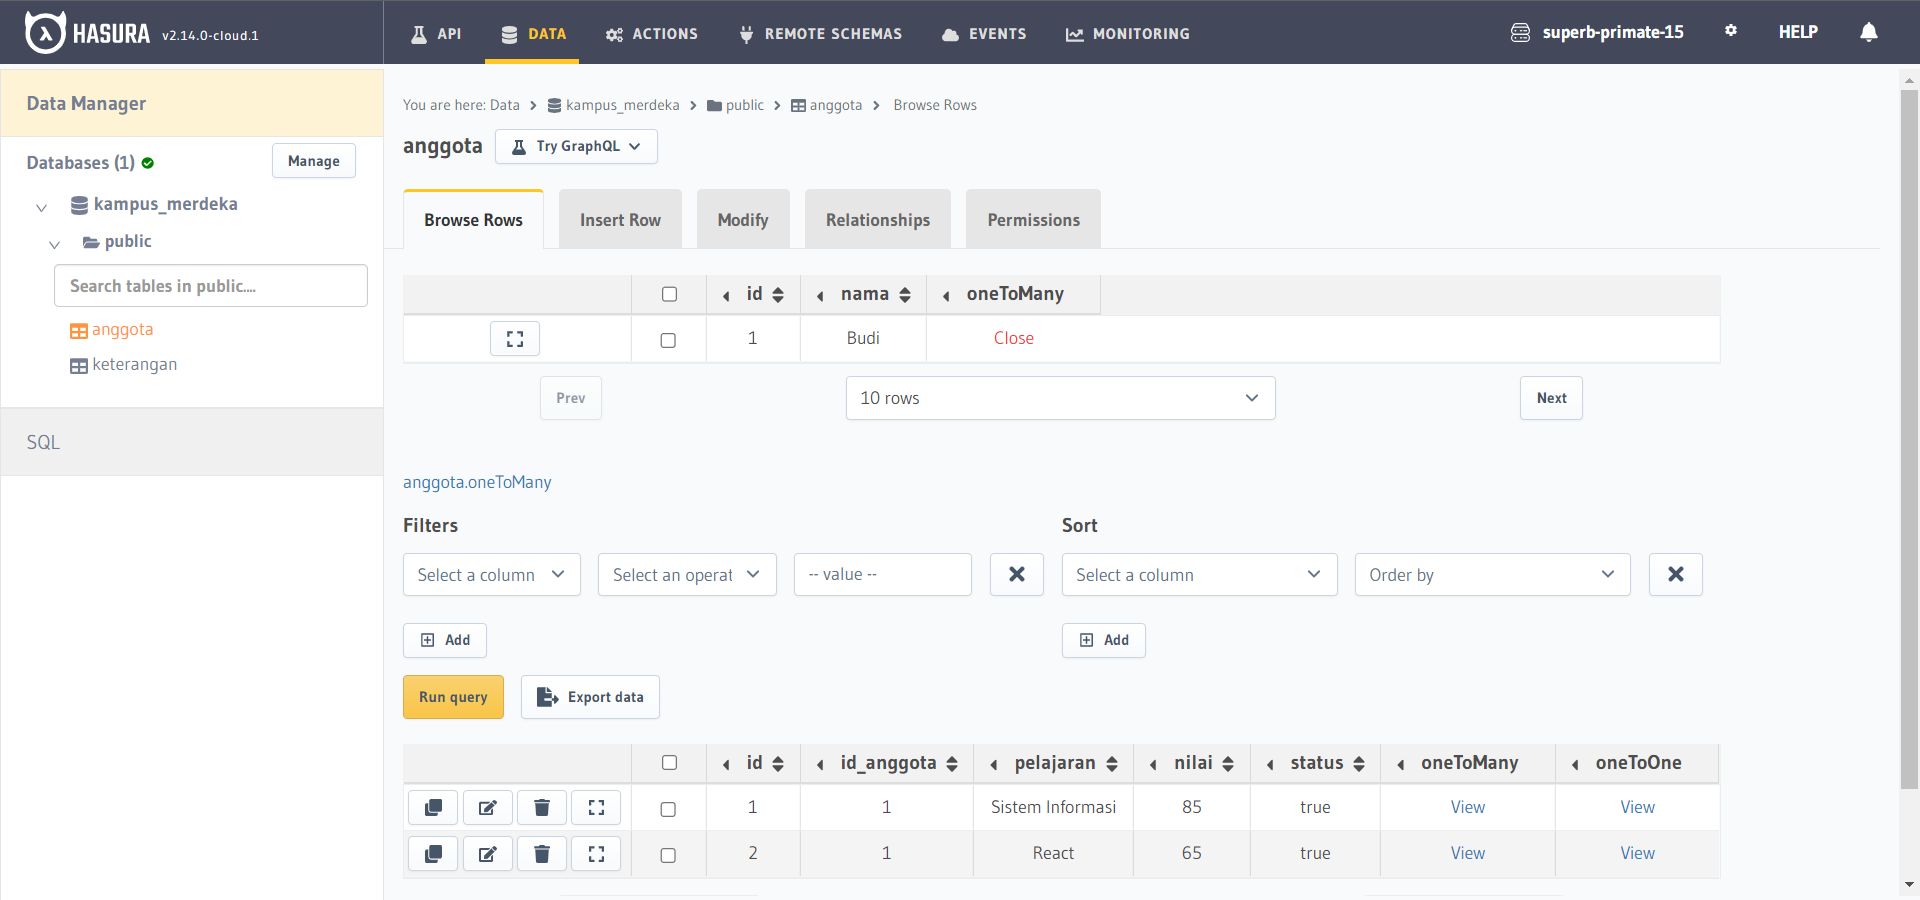 HASURA v2.14.0-cloud.1 API DATA ACTIONS REMOTE SCHEMAS EVENTS MONITORING superb-primate-15 HELP
Data Manager
Databases (1) Manage
kampus_merdeka
public
Search tables in public....
anggota
keterangan
SQL
You are here: Data kampus_merdeka public anggota Browse Rows
anggota Try GraphQL
Browse Rows Insert Row Modify Relationships Permissions
id nama oneToMany
1 Budi Close
Prev 10 rows Next
anggota.oneToMany
Filters Sort
Select a column Select an operat -- value -- Select a column Order by
Add Add
Run query Export data
id id_anggota pelajaran nilai status oneToMany oneToOne
1 1 Sistem Informasi 85 true View View
2 1 React 65 true View View